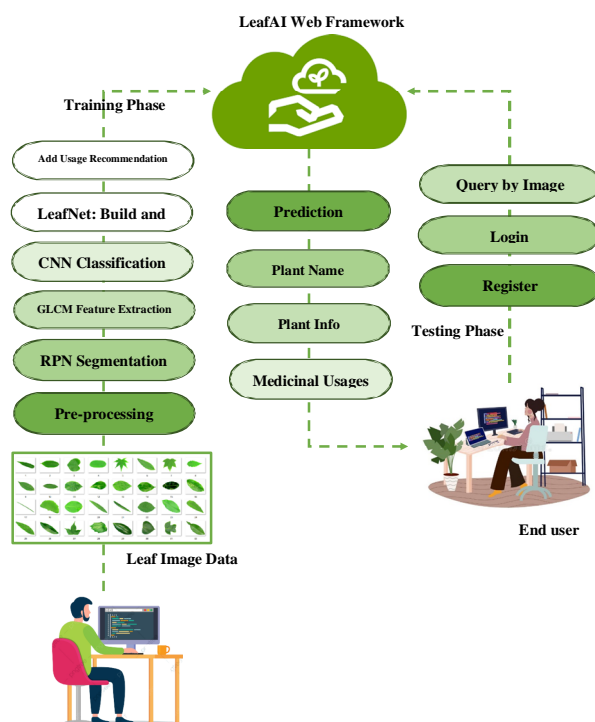 LeafAI Web Framework
Training Phase
Add Usage Recommendation
LeafNet: Build and
CNN Classification
GLCM Feature Extraction
RPN Segmentation
Pre-processing
Leaf Image Data
Prediction
Plant Name
Plant Info
Medicinal Usages
Query by Image
Login
Register
Testing Phase
End user